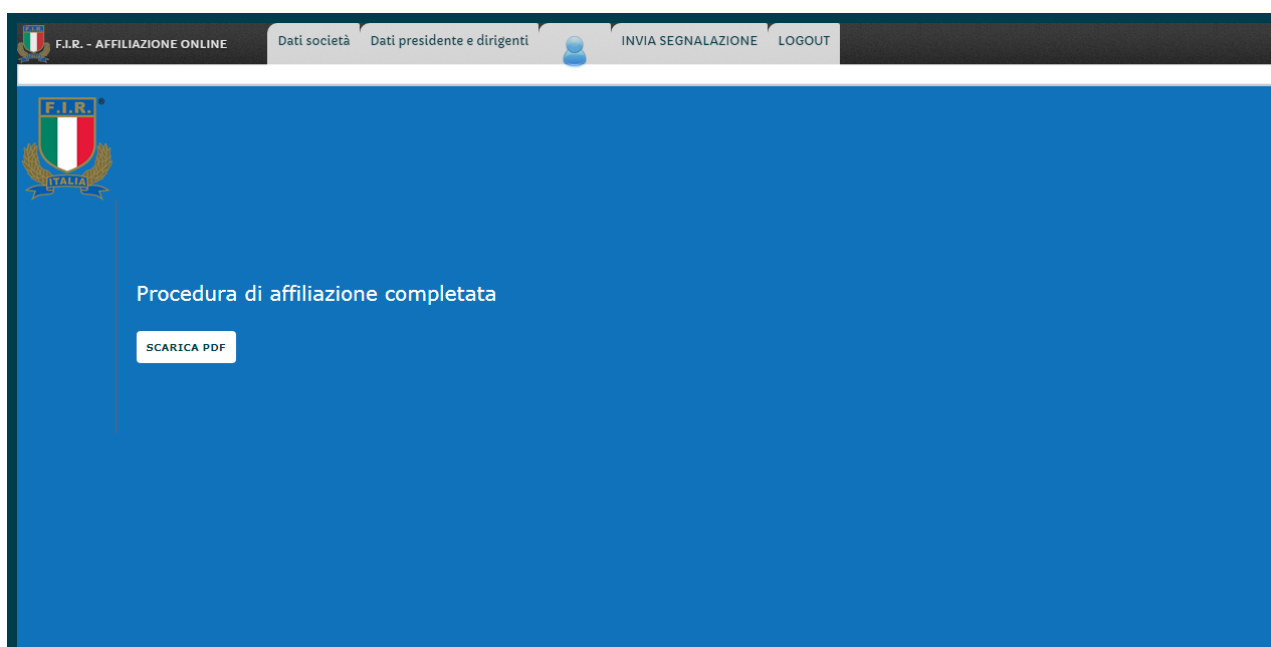 F.I.R. - AFFILIAZIONE ONLINE
Dati società
Dati presidente e dirigenti
INVIA SEGNALAZIONE
LOGOUT
F.I.R.
ITALIA
Procedura di affiliazione completata
SCARICA PDF